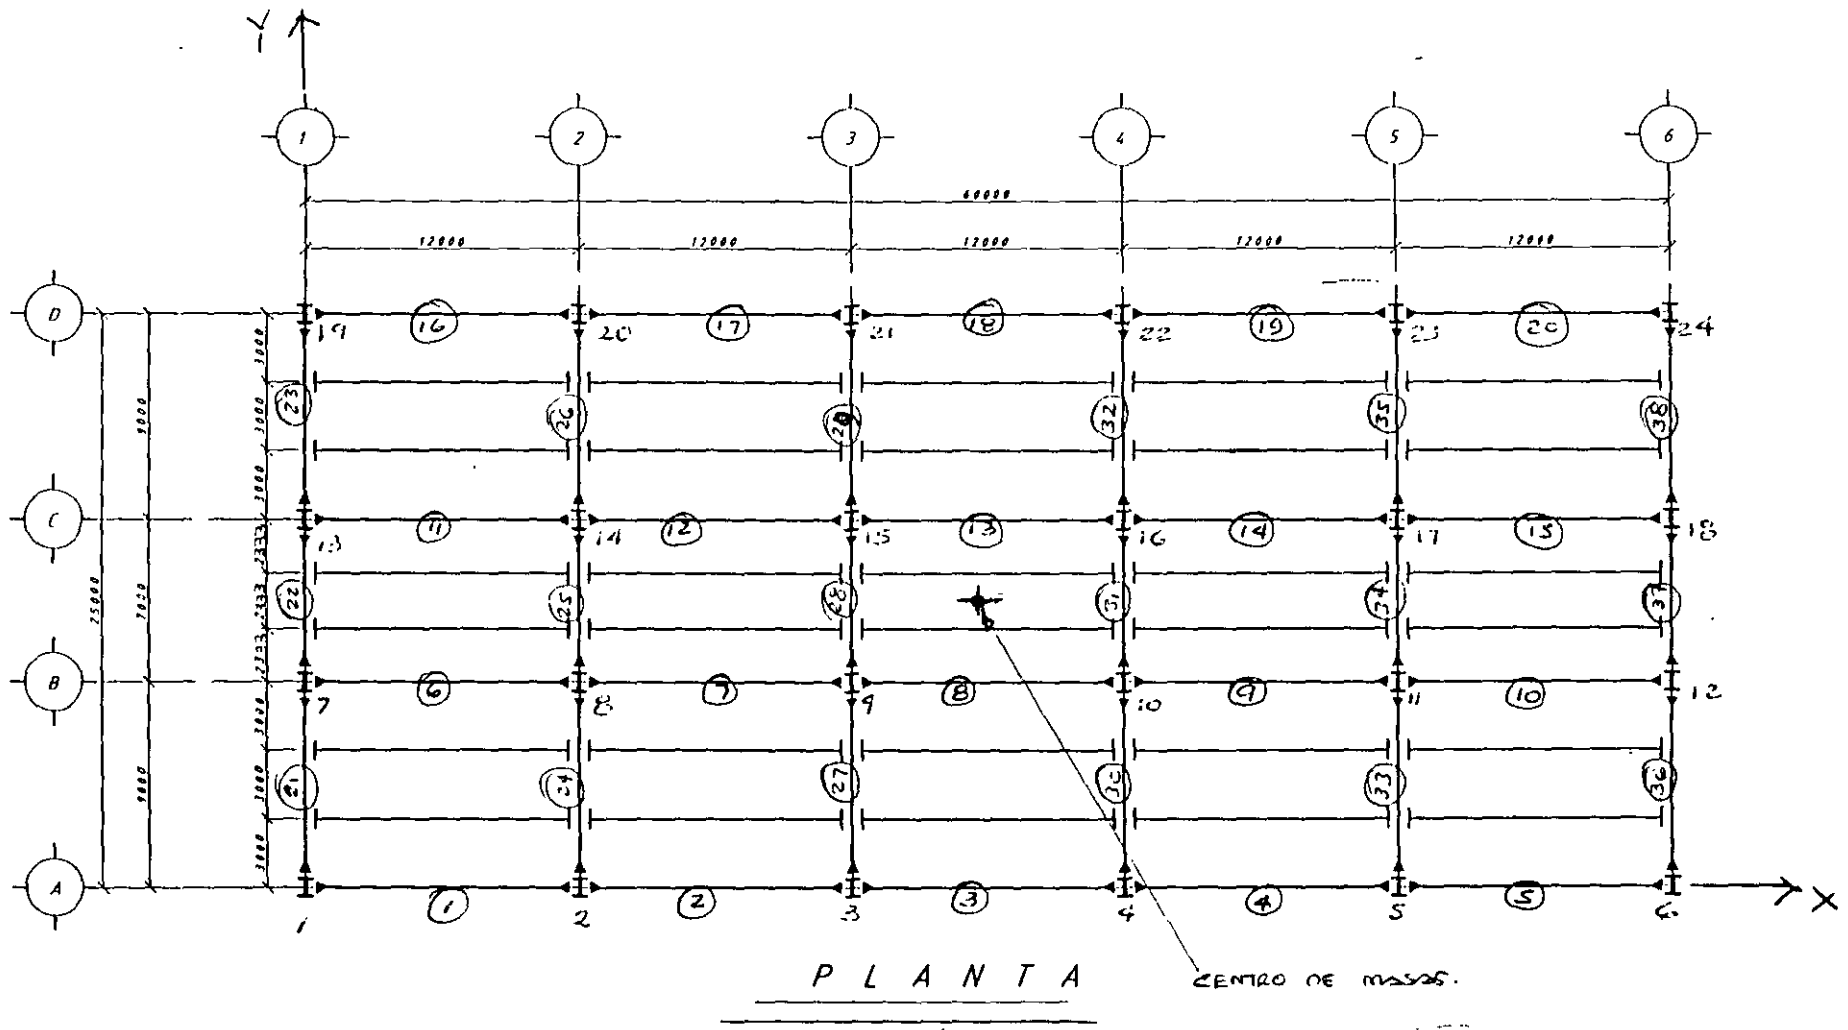 Y
1 2 3 4 5 6
60000
12000 12000 12000 12000 12000
D
19 16 20 17 21 18 22 19 23 20 24
3000
23 26 32 35 38
9000 3000
3000
C
13 11 14 12 15 13 16 14 17 15 18
2333
25000 7000 2333 22 25 28 31 34 37
2333
B
7 6 8 7 9 8 10 9 11 10 12
3000
9000 3000 21 24 27 30 33 36
3000
A
X
1 1 2 2 3 3 4 4 5 5 6
PLANTA
CENTRO DE MASAS.